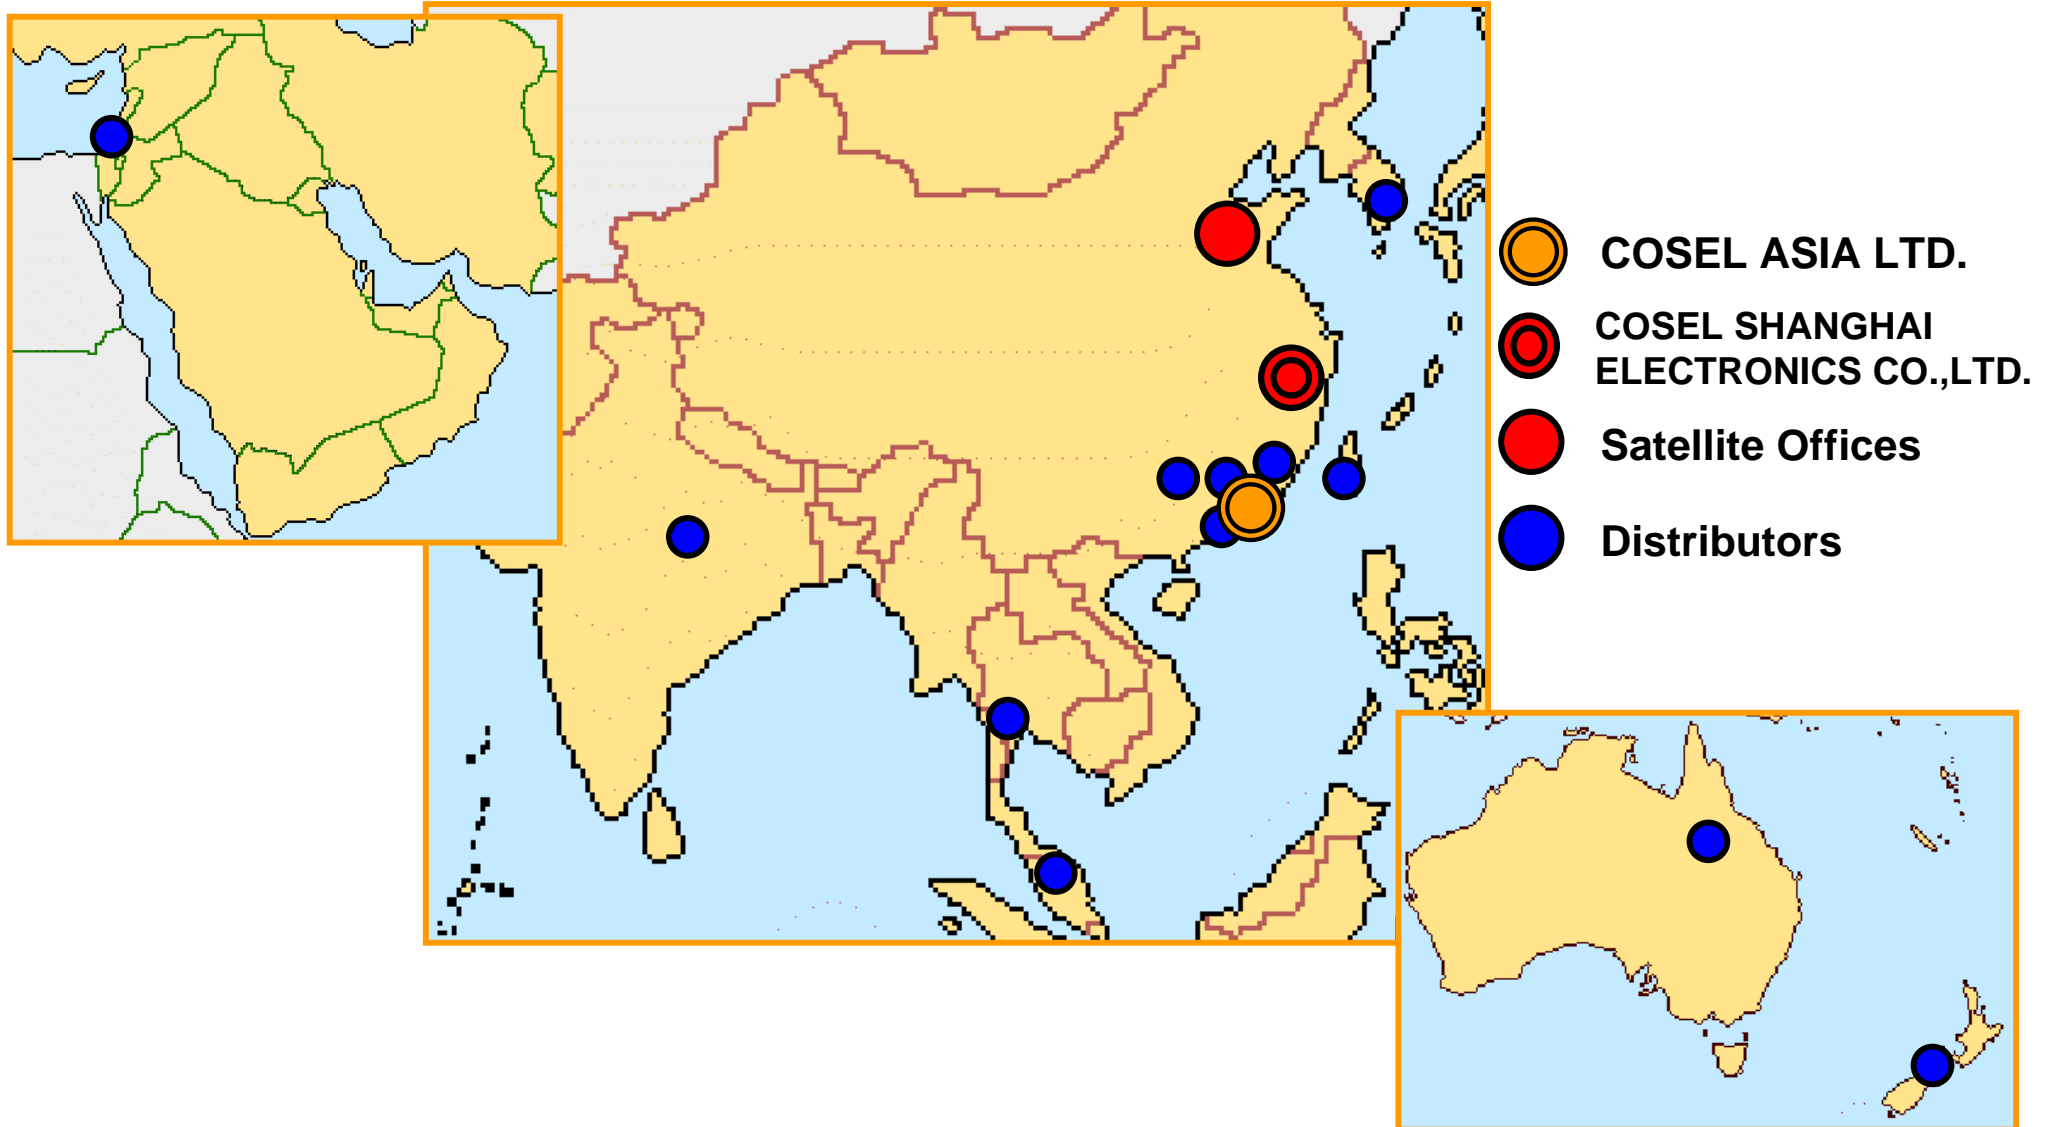 COSEL ASIA LTD.
COSEL SHANGHAI
ELECTRONICS CO.,LTD.
Satellite Offices
Distributors